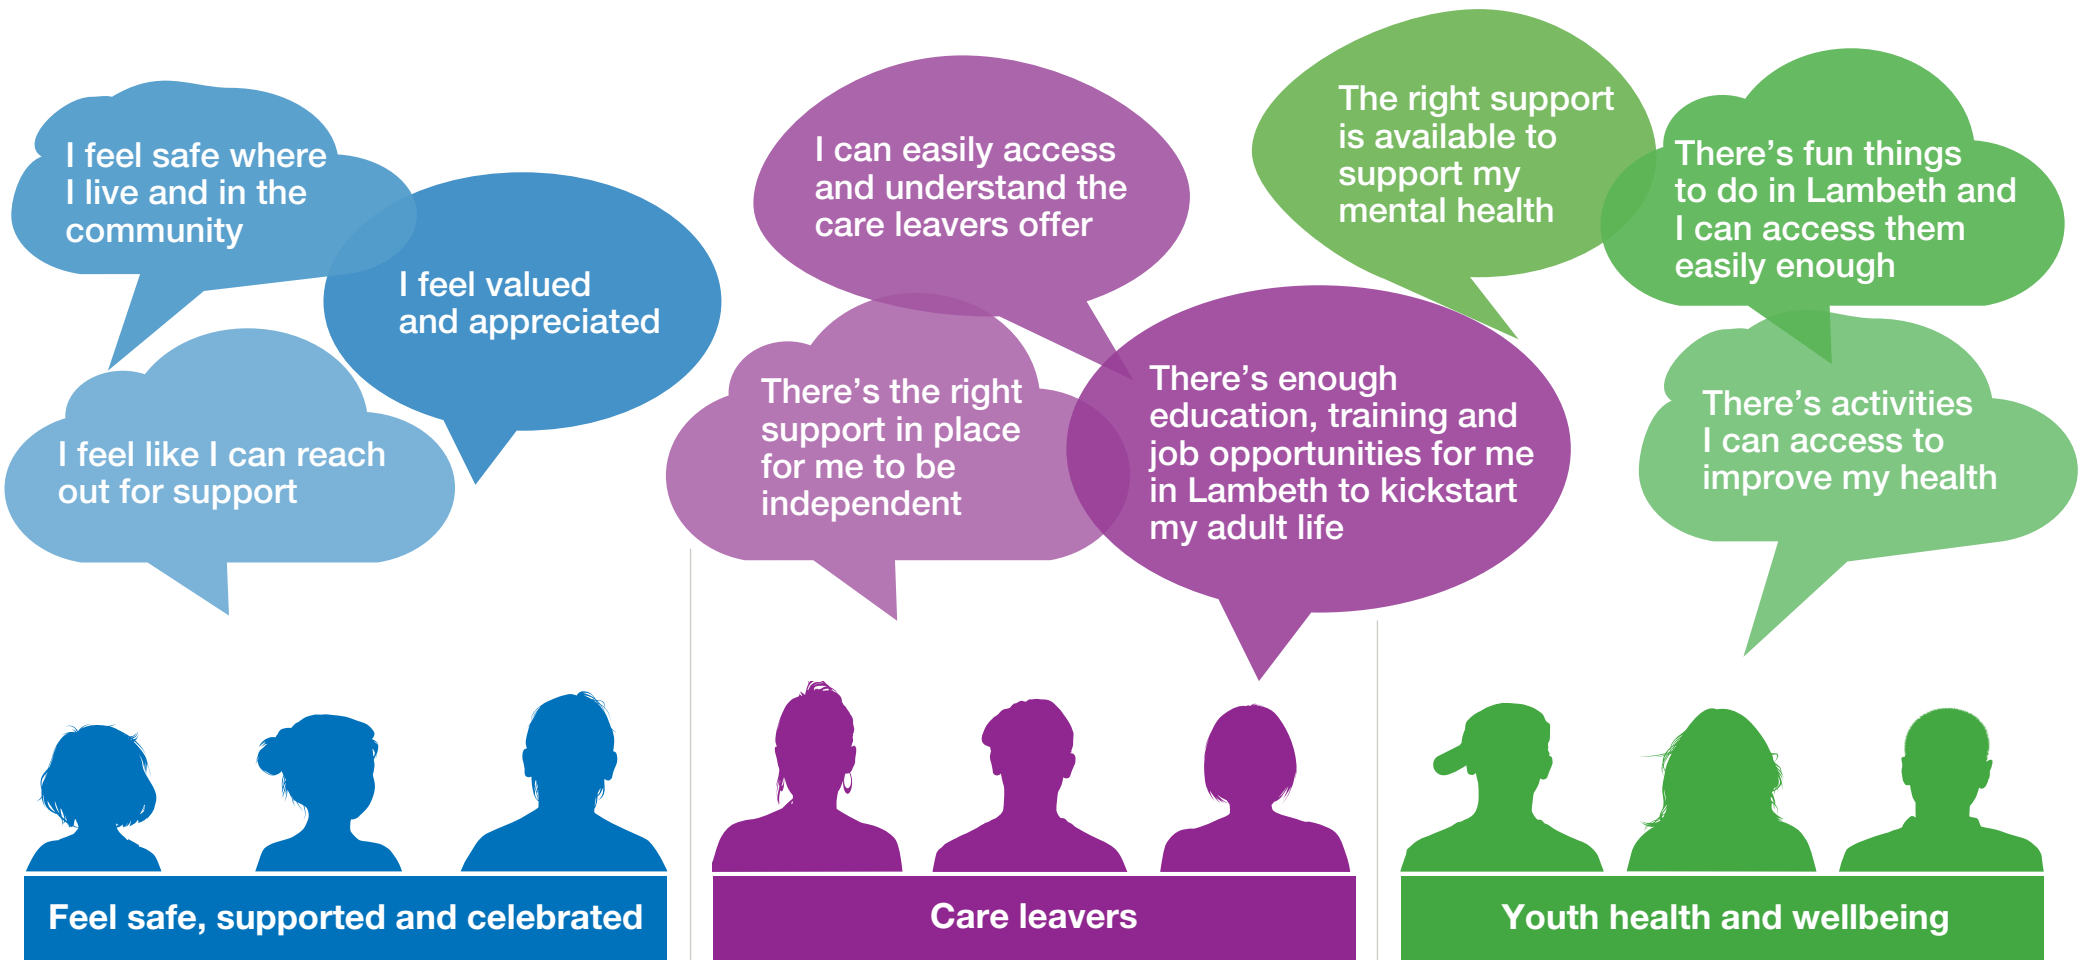 I feel safe where
I live and in the
community
I feel valued
and appreciated
I feel like I can reach
out for support
Feel safe, supported and celebrated
I can easily access
and understand the
care leavers offer
There’s the right
support in place
for me to be
independent
There’s enough
education, training and
job opportunities for me
in Lambeth to kickstart
my adult life
Care leavers
The right support
is available to
support my
mental health
There’s fun things
to do in Lambeth and
I can access them
easily enough
There’s activities
I can access to
improve my health
Youth health and wellbeing